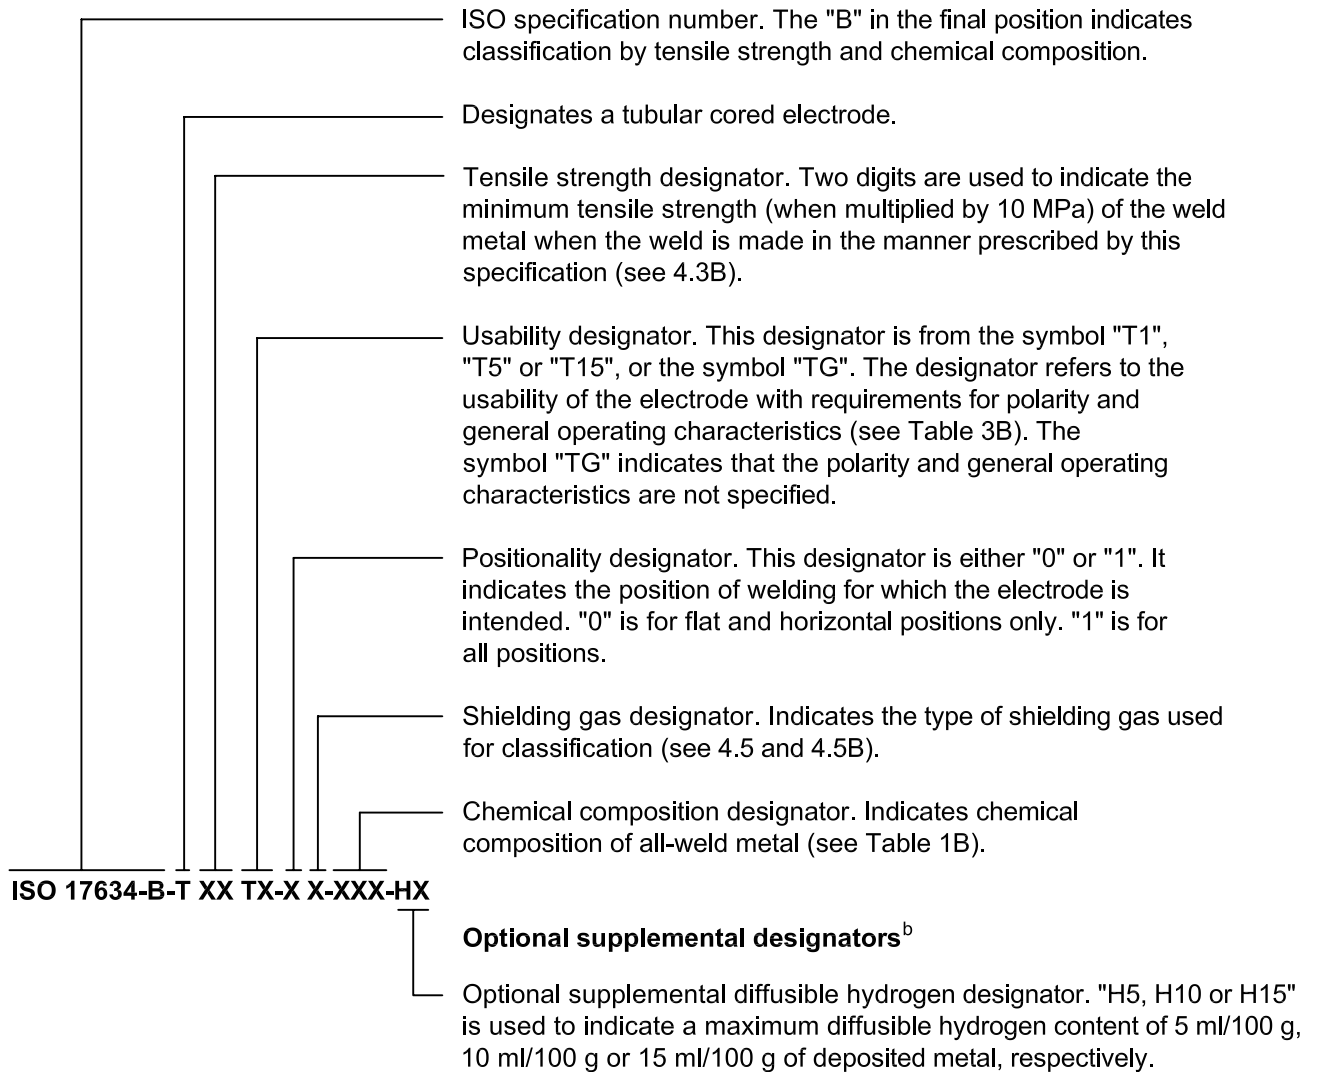 ISO specification number. The "B" in the final position indicates
classification by tensile strength and chemical composition.
Designates a tubular cored electrode.
Tensile strength designator. Two digits are used to indicate the
minimum tensile strength (when multiplied by 10 MPa) of the weld
metal when the weld is made in the manner prescribed by this
specification (see 4.3B).
Usability designator. This designator is from the symbol "T1",
"T5" or "T15", or the symbol "TG". The designator refers to the
usability of the electrode with requirements for polarity and
general operating characteristics (see Table 3B). The
symbol "TG" indicates that the polarity and general operating
characteristics are not specified.
Positionality designator. This designator is either "0" or "1". It
indicates the position of welding for which the electrode is
intended. "0" is for flat and horizontal positions only. "1" is for
all positions.
Shielding gas designator. Indicates the type of shielding gas used
for classification (see 4.5 and 4.5B).
Chemical composition designator. Indicates chemical
composition of all-weld metal (see Table 1B).
ISO 17634-B-T XX TX-X X-XXX-HX
Optional supplemental designators b
Optional supplemental diffusible hydrogen designator. "H5, H10 or H15"
is used to indicate a maximum diffusible hydrogen content of 5 ml/100 g,
10 ml/100 g or 15 ml/100 g of deposited metal, respectively.